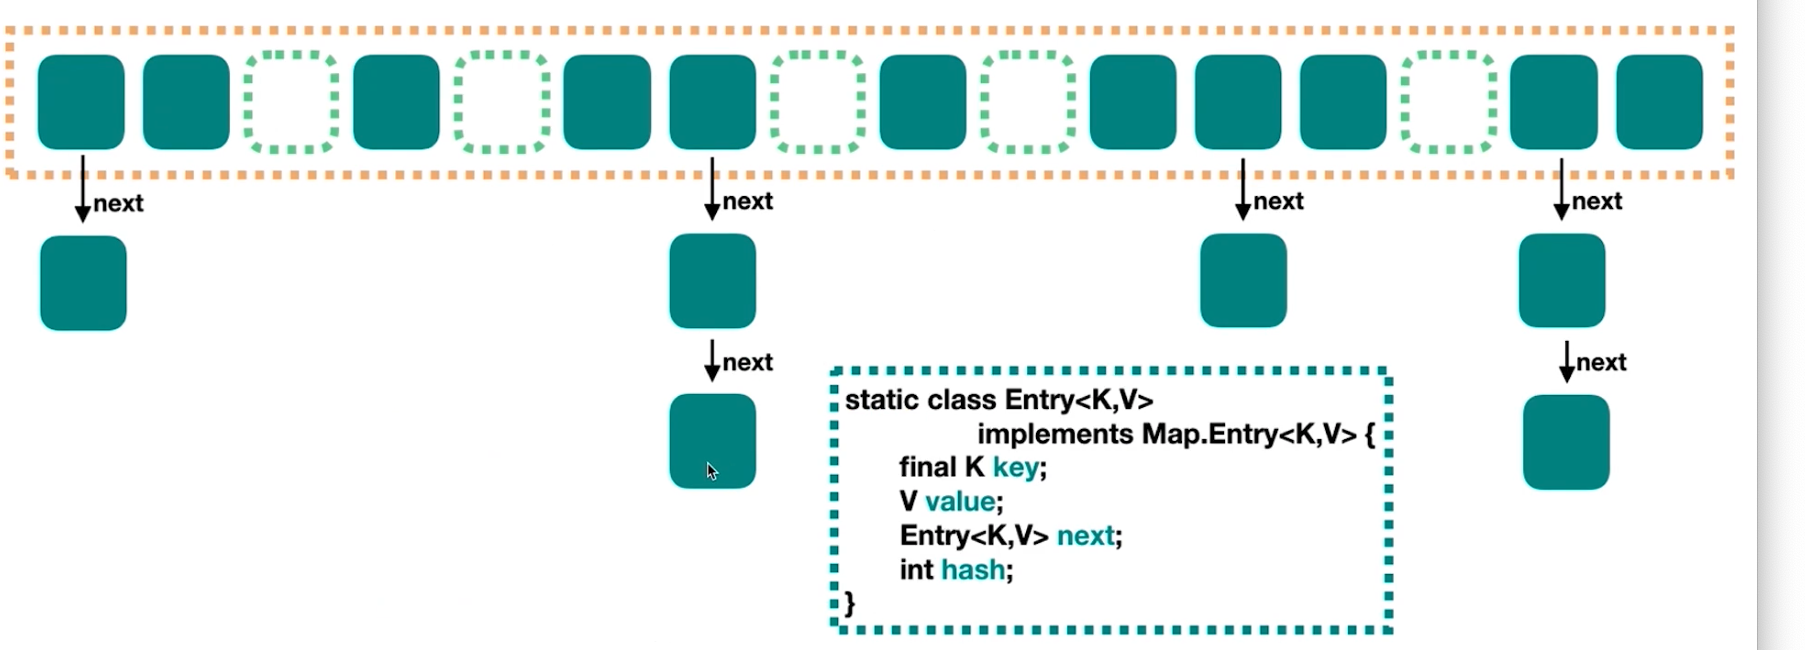 next
next
next
next
next
next
static class Entry<K,V>
implements Map.Entry<K,V> {
final K key;
V value;
Entry<K,V> next;
int hash;
}